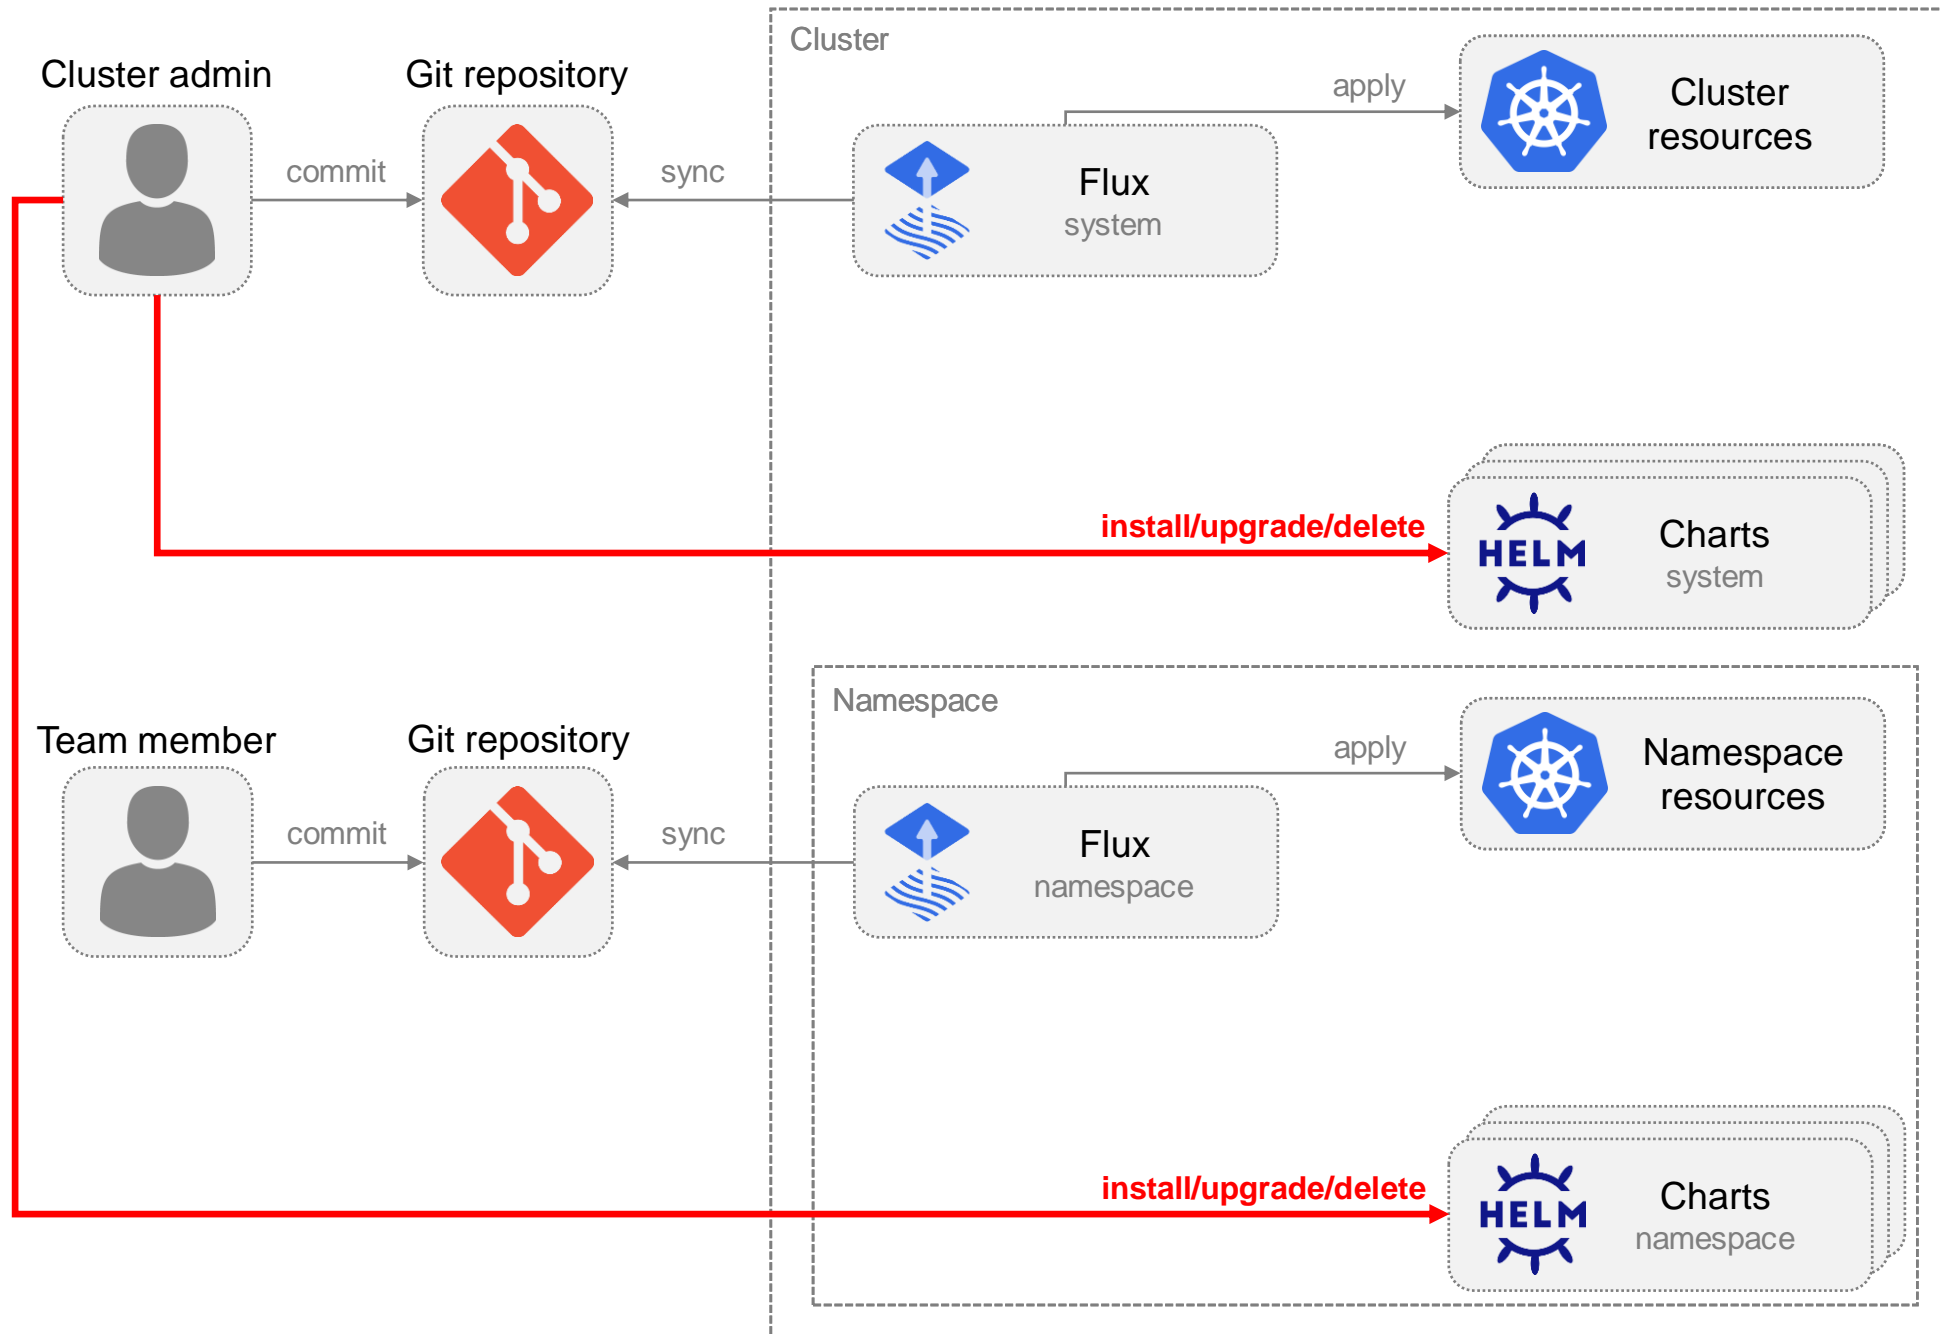 Cluster
Cluster admin
Git repository
apply
Cluster
resources
commit
sync
Flux
system
install/upgrade/delete
HELM
Charts
system
Namespace
Team member
Git repository
apply
Namespace
resources
commit
sync
Flux
namespace
install/upgrade/delete
HELM
Charts
namespace